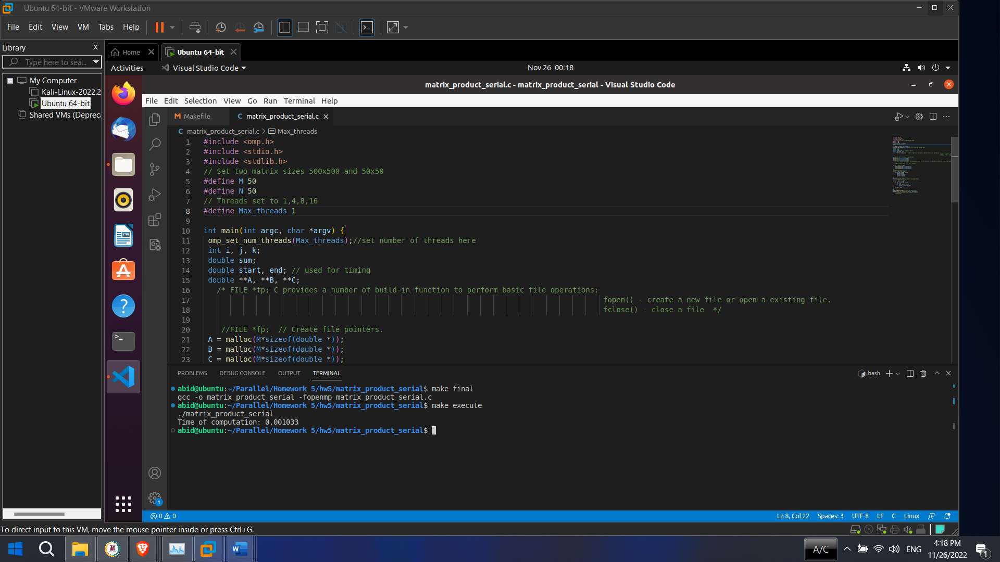 Ubuntu 64-bit - VMware Workstation
File Edit View VM Tabs Help
Library
Type here to sea...
My Computer
Kali-Linux-2022.2
Ubuntu 64-bit
Shared VMs (Depreca
Home
Ubuntu 64-bit
Activities
Visual Studio Code
Nov 26 00:18
matrix_product_serial.c - matrix_product_serial - Visual Studio Code
File Edit Selection View Go Run Terminal Help
M Makefile
C matrix_product_serial.c
C matrix_product_serial.c > Max_threads
1 #include <omp.h>
2 #include <stdio.h>
3 #include <stdlib.h>
4 // Set two matrix sizes 500x500 and 50x50
5 #define M 50
6 #define N 50
7 // Threads set to 1,4,8,16
8 #define Max_threads 1
9
10 int main(int argc, char *argv) {
11 omp_set_num_threads(Max_threads);//set number of threads here
12 int i, j, k;
13 double sum;
14 double start, end; // used for timing
15 double **A, **B, **C;
16 /* FILE *fp; C provides a number of build-in function to perform basic file operations:
17 fopen() - create a new file or open a existing file.
18 fclose() - close a file */
19
20 //FILE *fp; // Create file pointers.
21 A = malloc(M*sizeof(double *));
22 B = malloc(M*sizeof(double *));
23 C = malloc(M*sizeof(double *));
PROBLEMS DEBUG CONSOLE OUTPUT TERMINAL
bash
abid@ubuntu:~/Parallel/Homework 5/hw5/matrix_product_serial$ make final
gcc -o matrix_product_serial -fopenmp matrix_product_serial.c
abid@ubuntu:~/Parallel/Homework 5/hw5/matrix_product_serial$ make execute
./matrix_product_serial
Time of computation: 0.001033
abid@ubuntu:~/Parallel/Homework 5/hw5/matrix_product_serial$
1
0 0
Ln 8, Col 22 Spaces: 3 UTF-8 LF C Linux
To direct input to this VM, move the mouse pointer inside or press Ctrl+G.
A/C
ENG
4:18 PM
11/26/2022
1